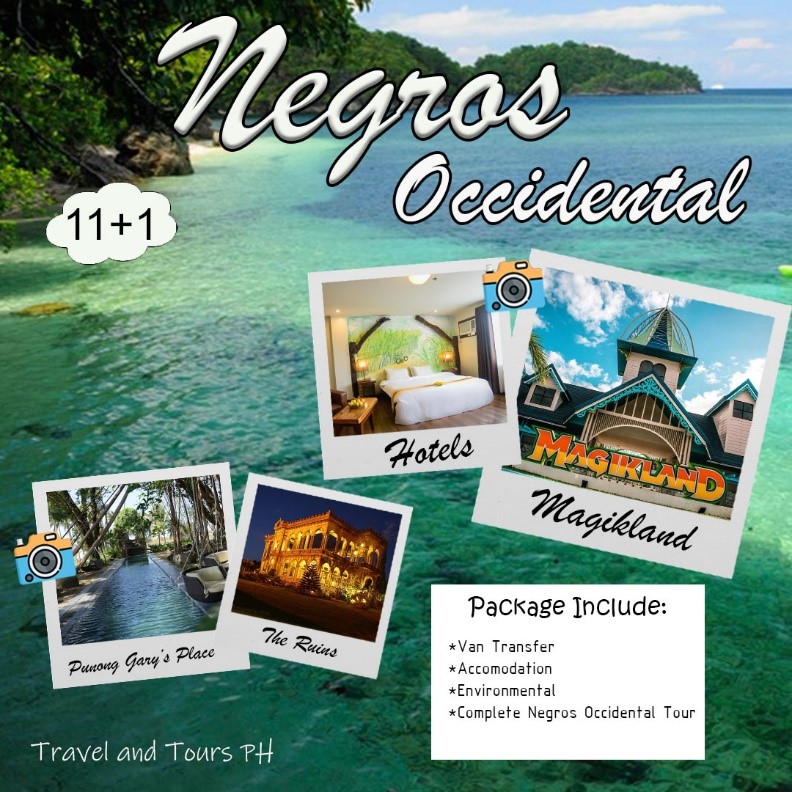 Negros
Occidental
11+1
Hotels
MAGIKLAND
Magikland
Punong Gary's Place
The Ruins
Package Include:
*Van Transfer
*Accomodation
*Environmental
*Complete Negros Occidental Tour
Travel and Tours PH